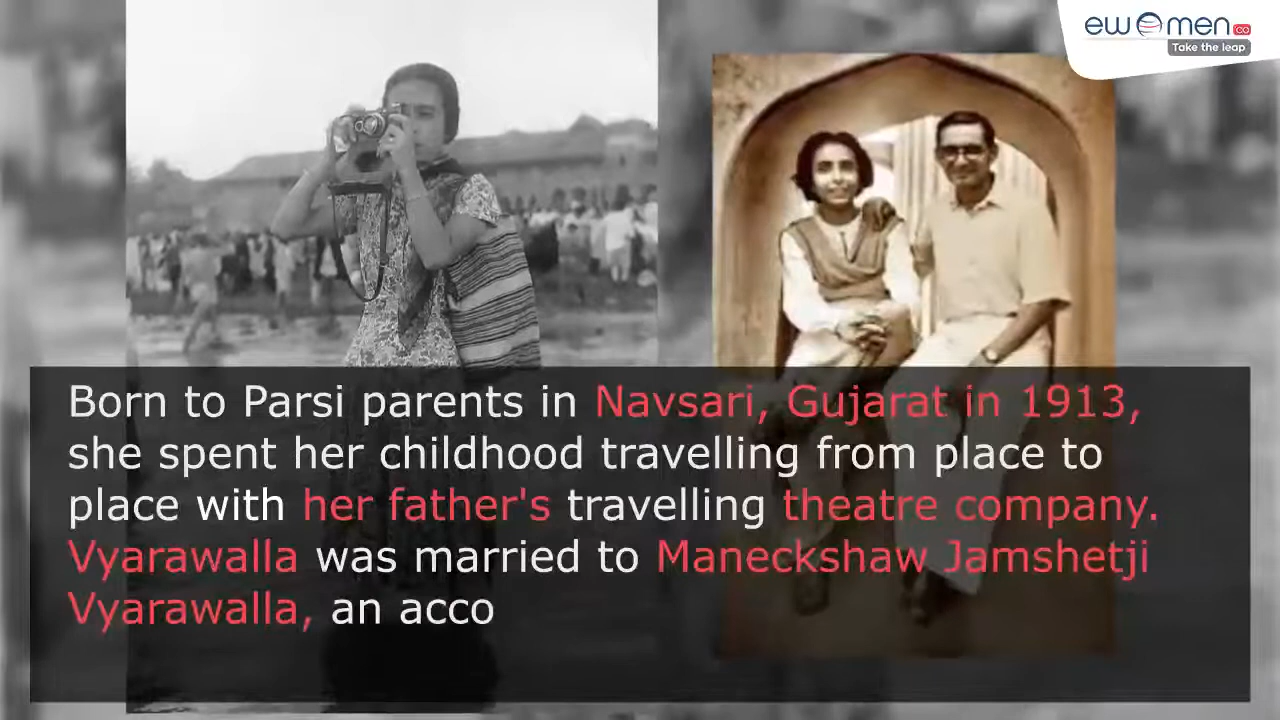 ewomen co
Take the leap
Born to Parsi parents in Navsari, Gujarat in 1913,
she spent her childhood travelling from place to
place with her father's travelling theatre company.
Vyarawalla was married to Maneckshaw Jamshetji
Vyarawalla, an acco